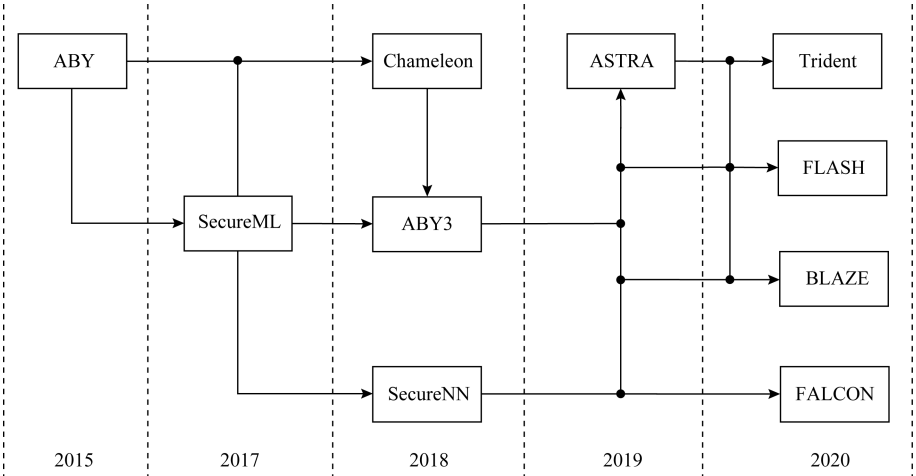 ABY
Chameleon
ASTRA
Trident
FLASH
SecureML
ABY3
BLAZE
SecureNN
FALCON
2015
2017
2018
2019
2020